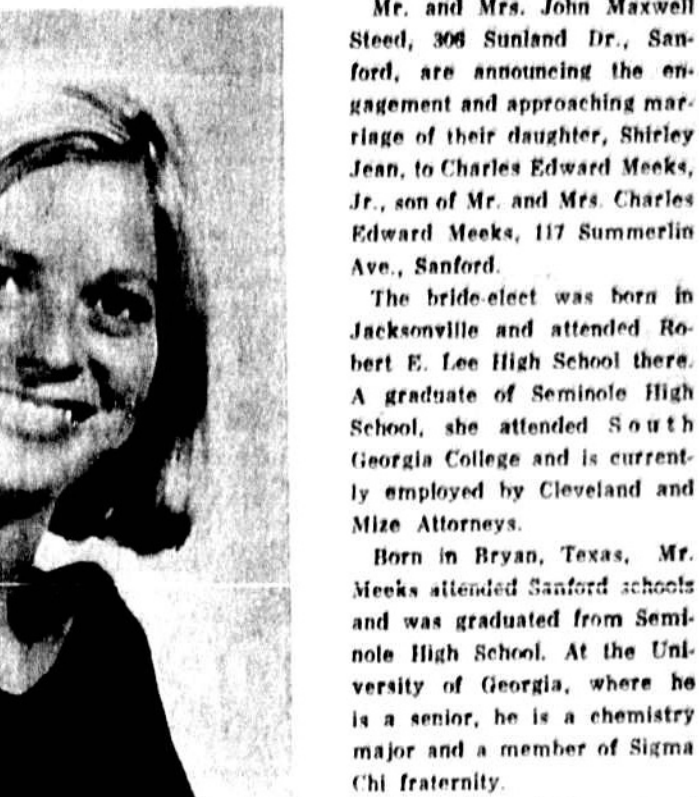 Mr. and Mrs. John Maxwell
Steed, 306 Sunland Dr., San-
ford, are announcing the en-
gagement and approaching mar-
riage of their daughter, Shirley
Jean, to Charles Edward Meeks,
Jr., son of Mr. and Mrs. Charles
Edward Meeks, 117 Summerlin
Ave., Sanford.
The bride-elect was born in
Jacksonville and attended Ro-
bert E. Lee High School there.
A graduate of Seminole High
School, she attended South
Georgia College and is current-
ly employed by Cleveland and
Mize Attorneys.
Born in Bryan, Texas, Mr.
Meeks attended Sanford schools
and was graduated from Semi-
nole High School. At the Uni-
versity of Georgia, where he
is a senior, he is a chemistry
major and a member of Sigma
Chi fraternity.